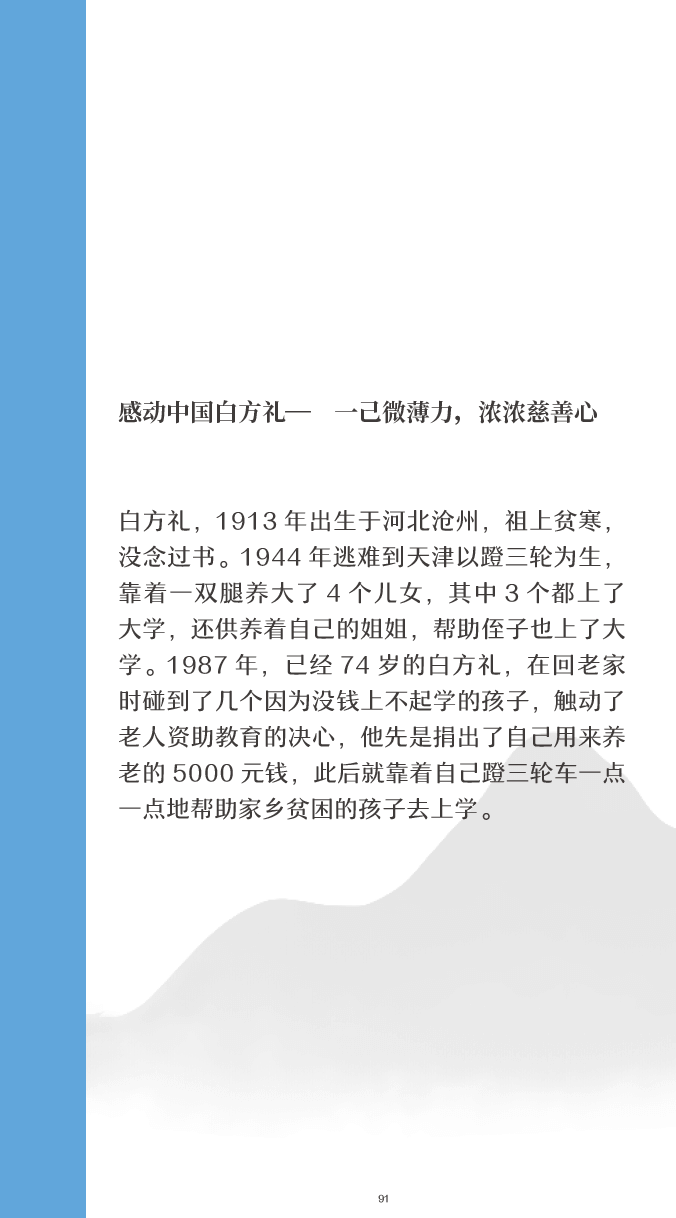 感动中国白方礼— 一己微薄力，浓浓慈善心
白方礼，1913 年出生于河北沧州，祖上贫寒，
没念过书。1944 年逃难到天津以蹬三轮为生，
靠着一双腿养大了 4 个儿女，其中 3 个都上了
大学，还供养着自己的姐姐，帮助侄子也上了大
学。1987 年，已经 74 岁的白方礼，在回老家
时碰到了几个因为没钱上不起学的孩子，触动了
老人资助教育的决心，他先是捐出了自己用来养
老的 5000 元钱，此后就靠着自己蹬三轮车一点
一点地帮助家乡贫困的孩子去上学。
91